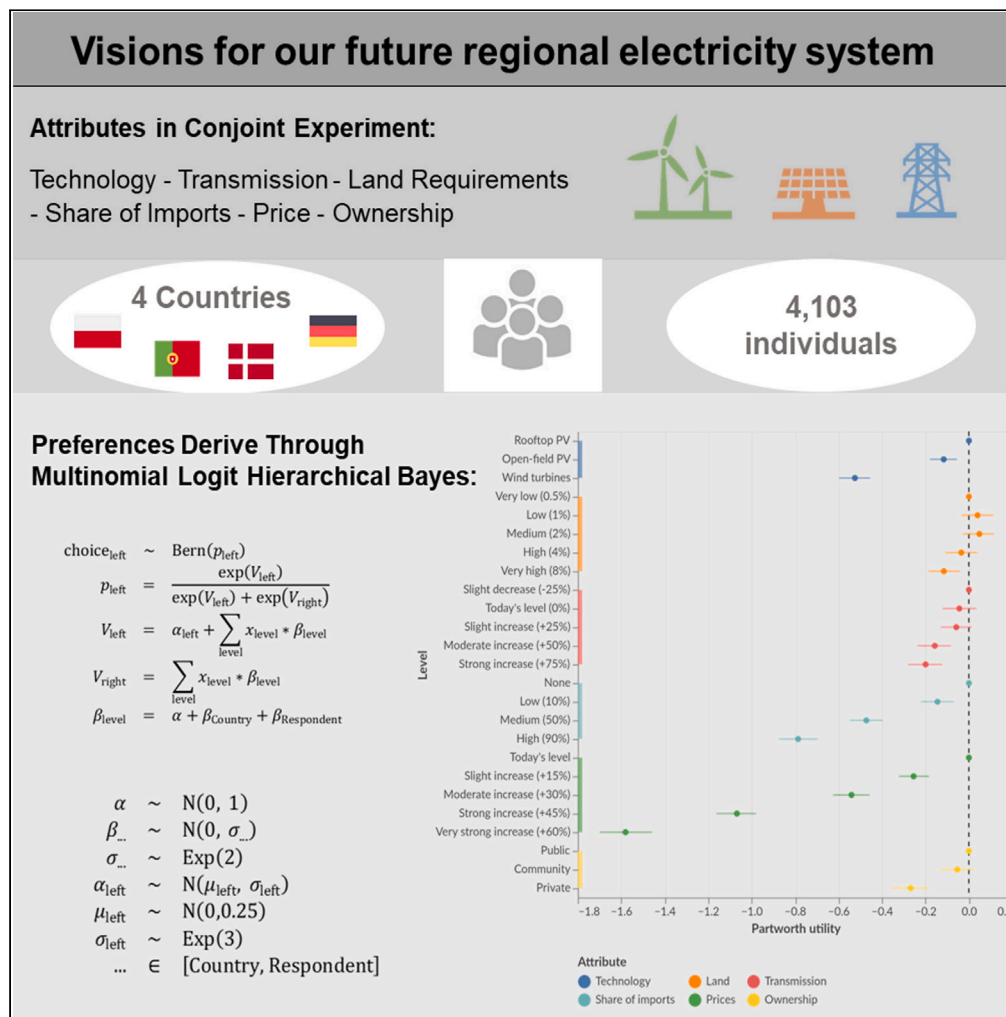 Visions for our future regional electricity system
Attributes in Conjoint Experiment:
Technology - Transmission - Land Requirements
- Share of Imports - Price - Ownership
4 Countries
4,103
individuals
Preferences Derive Through
Multinomial Logit Hierarchical Bayes:
choice_left ~ Bern(p_left)
p_left = exp(V_left) / (exp(V_left) + exp(V_right))
V_left = α_left + ∑_level x_level * β_level
V_right = ∑_level x_level * β_level
β_level = α + β_Country + β_Respondent
α ~ N(0, 1)
β_... ~ N(0, σ_...)
σ_... ~ Exp(2)
α_left ~ N(μ_left, σ_left)
μ_left ~ N(0,0.25)
σ_left ~ Exp(3)
... ∈ [Country, Respondent]
Level
Rooftop PV
Open-field PV
Wind turbines
Very low (0.5%)
Low (1%)
Medium (2%)
High (4%)
Very high (8%)
Slight decrease (-25%)
Today's level (0%)
Slight increase (+25%)
Moderate increase (+50%)
Strong increase (+75%)
None
Low (10%)
Medium (50%)
High (90%)
Today's level
Slight increase (+15%)
Moderate increase (+30%)
Strong increase (+45%)
Very strong increase (+60%)
Public
Community
Private
−1.8 −1.6 −1.4 −1.2 −1.0 −0.8 −0.6 −0.4 −0.2 0.0
Partworth utility
Attribute
Technology Land Transmission
Share of imports Prices Ownership